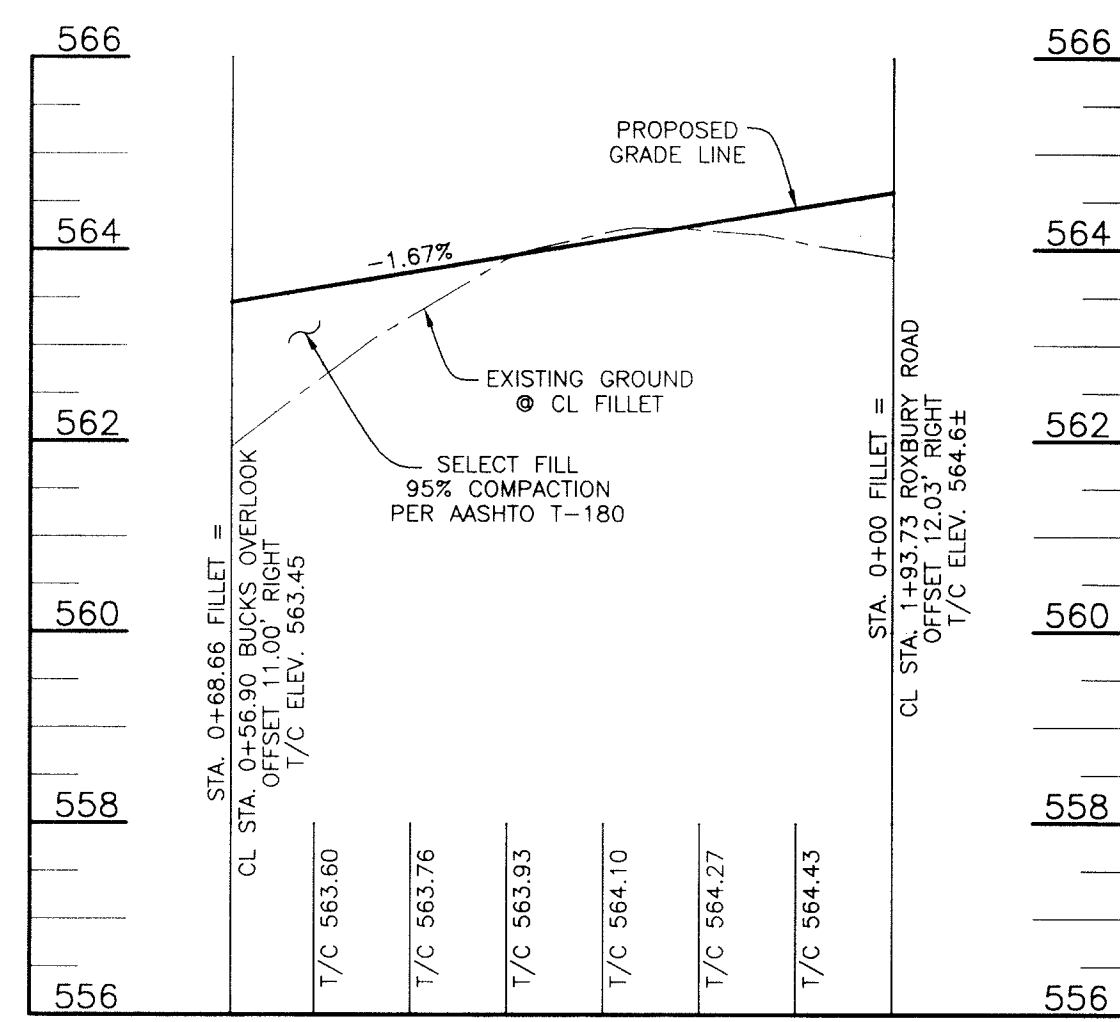 566
564
562
560
558
556
PROPOSED
GRADE LINE
-1.67%
EXISTING GROUND
@ CL FILLET
SELECT FILL
95% COMPACTION
PER AASHTO T-180
STA. 0+68.66 FILLET =
CL STA. 0+56.90 BUCKS OVERLOOK
OFFSET 11.00' RIGHT
T/C ELEV. 563.45
T/C 563.60
T/C 563.76
T/C 563.93
T/C 564.10
T/C 564.27
T/C 564.43
STA. 0+00 FILLET =
CL STA. 1+93.73 ROXBURY ROAD
OFFSET 12.03' RIGHT
T/C ELEV. 564.6±
566
564
562
560
558
556